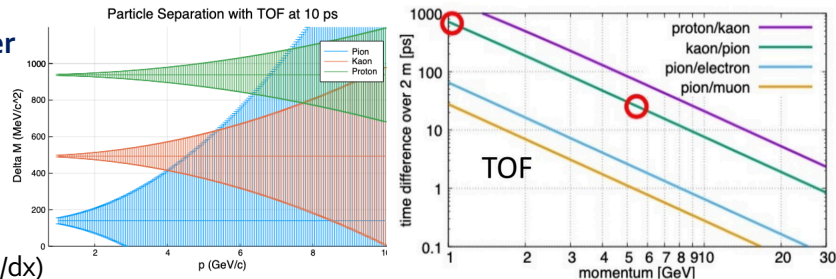 er
Particle Separation with TOF at 10 ps
Pion
Kaon
Proton
1000
800
600
400
200
0
Delta M (MeV/c^2)
2
4
6
8
10
p (GeV/c)
/dx)
1000
100
10
1
0.1
time difference over 2 m [ps]
proton/kaon
kaon/pion
pion/electron
pion/muon
TOF
1
2
3
4
5
6
7
8
9
10
20
30
momentum [GeV]